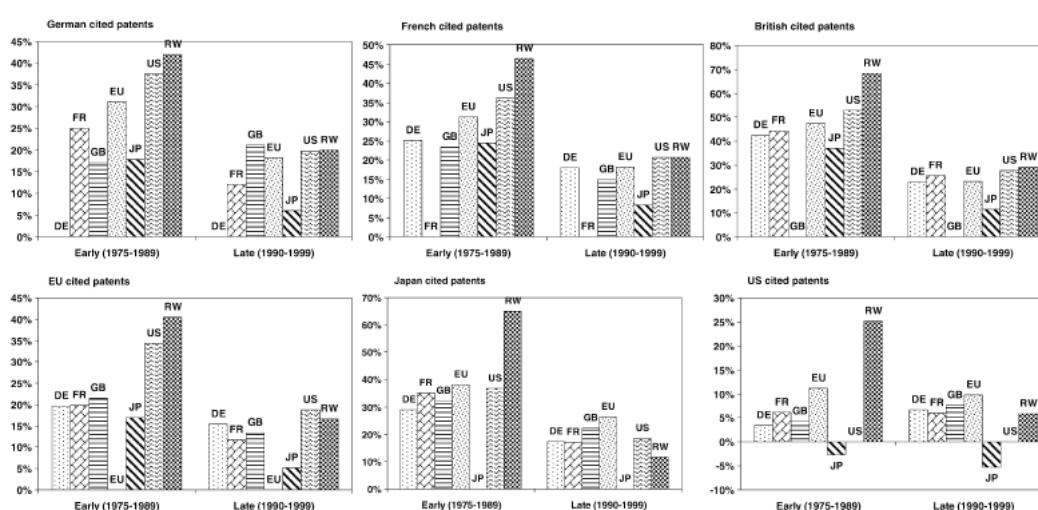 German cited patents
45%
40%
35%
30%
25%
20%
15%
10%
5%
0%
DE
FR
GB
EU
JP
US
RW
DE
FR
GB
EU
JP
US RW
Early (1975-1989)
Late (1990-1999)
French cited patents
50%
45%
40%
35%
30%
25%
20%
15%
10%
5%
0%
DE
FR
GB
EU
JP
US
RW
DE
FR
GB
EU
JP
US RW
Early (1975-1989)
Late (1990-1999)
British cited patents
80%
70%
60%
50%
40%
30%
20%
10%
0%
DE FR
GB
EU
JP
US
RW
DE
FR
GB
EU
JP
US RW
Early (1975-1989)
Late (1990-1999)
EU cited patents
45%
40%
35%
30%
25%
20%
15%
10%
5%
0%
DE FR
GB
EU
JP
US
RW
DE
FR
GB
EU
JP
US
RW
Early (1975-1989)
Late (1990-1999)
Japan cited patents
70%
60%
50%
40%
30%
20%
10%
0%
DE
FR
GB
EU
JP
US
RW
DE FR
GB
EU
JP
US
RW
Early (1975-1989)
Late (1990-1999)
US cited patents
30%
25%
20%
15%
10%
5%
0%
-5%
-10%
DE
FR
GB
EU
JP
US
RW
DE
FR
GB
EU
JP
US
RW
Early (1975-1989)
Late (1990-1999)